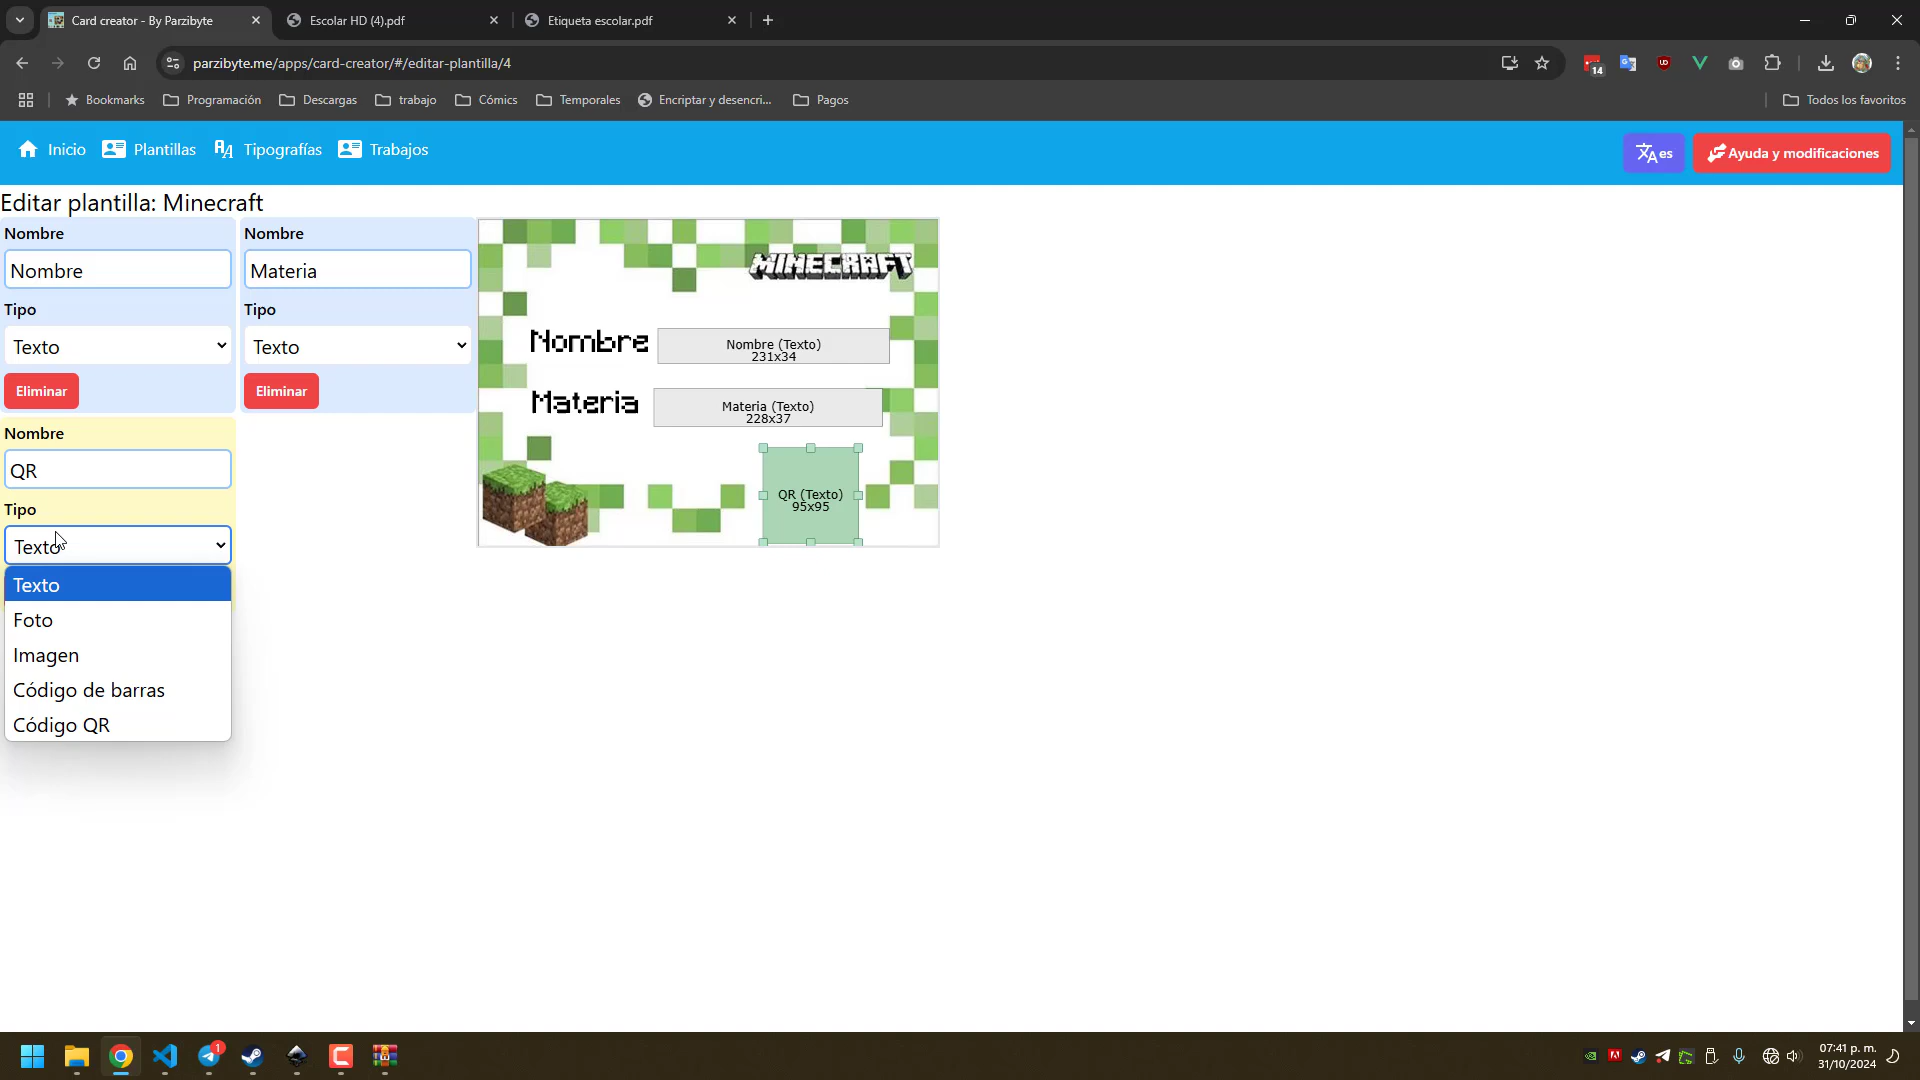 Card creator - By Parzibyte
Escolar HD (4).pdf
Etiqueta escolar.pdf
parzibyte.me/apps/card-creator/#/editar-plantilla/4
14
Bookmarks
Programación
Descargas
trabajo
Cómics
Temporales
Encriptar y desencri...
Pagos
Todos los favoritos
Inicio
Plantillas
Tipografías
Trabajos
es
Ayuda y modificaciones
Editar plantilla: Minecraft
Nombre
Nombre
Tipo
Texto
Eliminar
Nombre
Materia
Tipo
Texto
Eliminar
Nombre
QR
Tipo
Texto
Texto
Foto
Imagen
Código de barras
Código QR
MINECRAFT
Nombre
Nombre (Texto)
231x34
Materia
Materia (Texto)
228x37
QR (Texto)
95x95
1
07:41 p. m.
31/10/2024